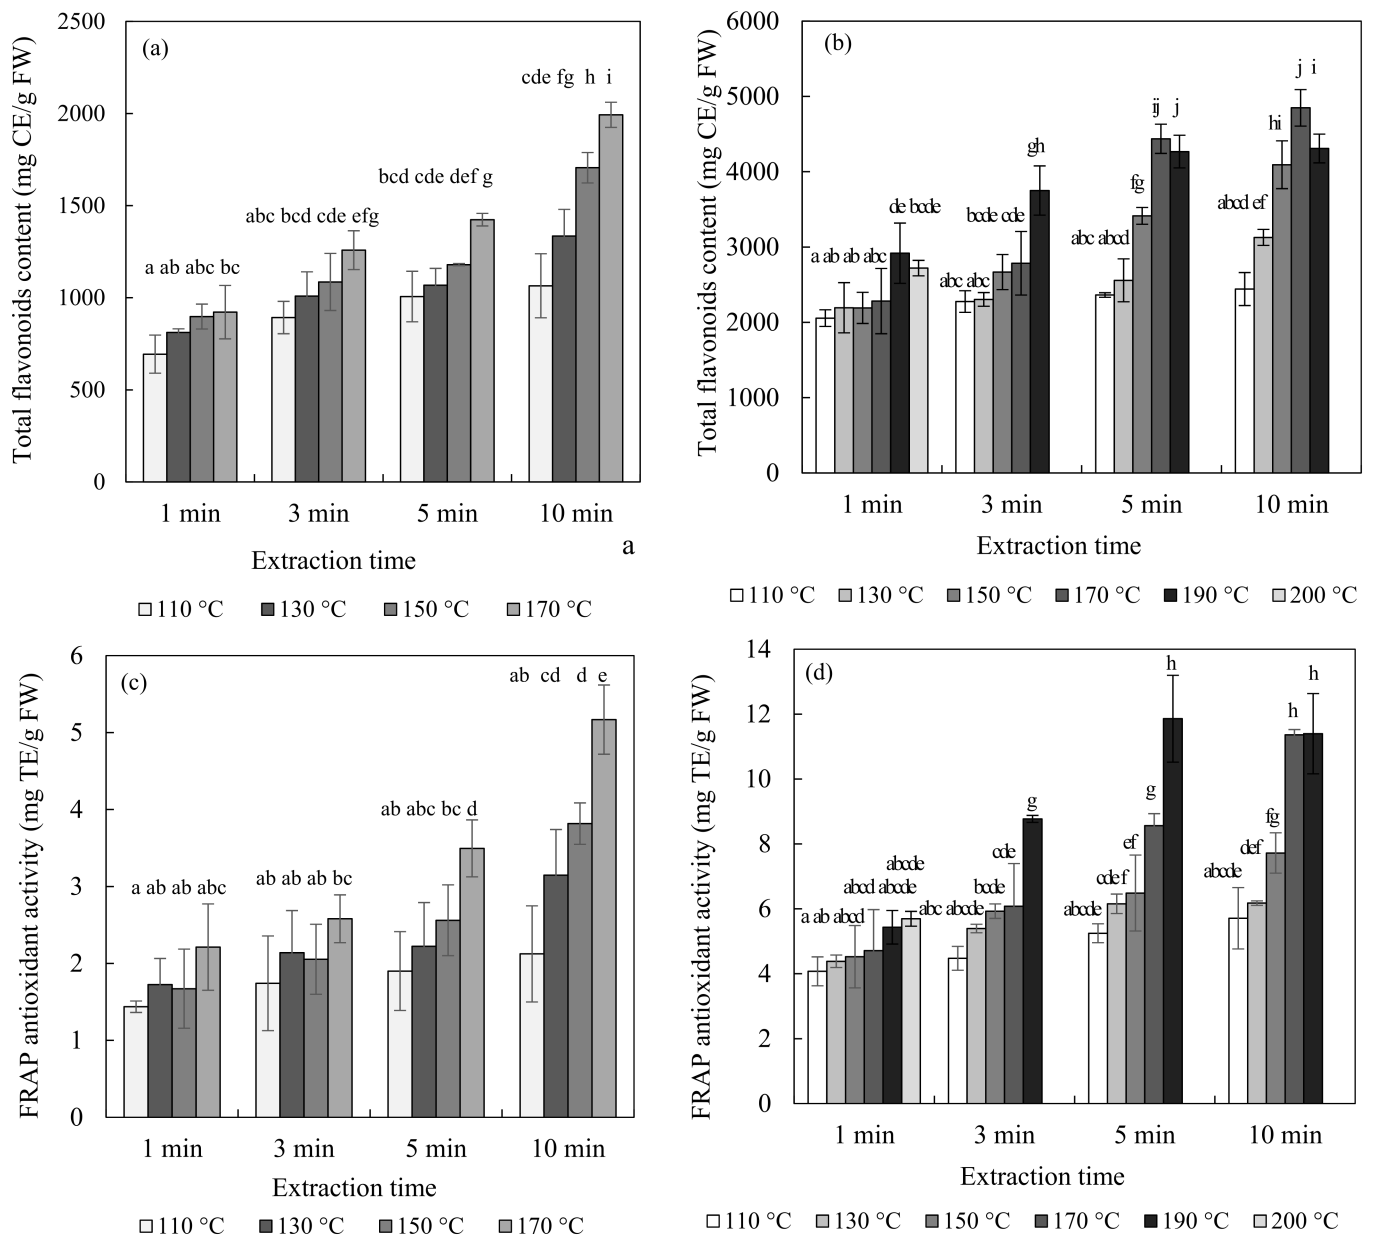 Total flavonoids content (mg CE/g FW)
2500
2000
1500
1000
500
0
(a)
a ab abc bc
abc bcd cde efg
bcd cde def g
cde fg h i
1 min 3 min 5 min 10 min
Extraction time
a
110 °C 130 °C 150 °C 170 °C
Total flavonoids content (mg CE/g FW)
6000
5000
4000
3000
2000
1000
0
(b)
a ab ab abc de bcde
abc abc bcde cde gh
abc abcd fg ij j
abcd ef hi j i
1 min 3 min 5 min 10 min
Extraction time
110 °C 130 °C 150 °C 170 °C 190 °C 200 °C
FRAP antioxidant activity (mg TE/g FW)
6
5
4
3
2
1
0
(c)
a ab ab abc
ab ab ab bc
ab abc bc d
ab cd d e
1 min 3 min 5 min 10 min
Extraction time
110 °C 130 °C 150 °C 170 °C
FRAP antioxidant activity (mg TE/g FW)
14
12
10
8
6
4
2
0
(d)
a ab abcd abcd abcde abcde
abc abcde bcde cde g
abcde cdef ef g h
abcde def fg h h
1 min 3 min 5 min 10 min
Extraction time
110 °C 130 °C 150 °C 170 °C 190 °C 200 °C